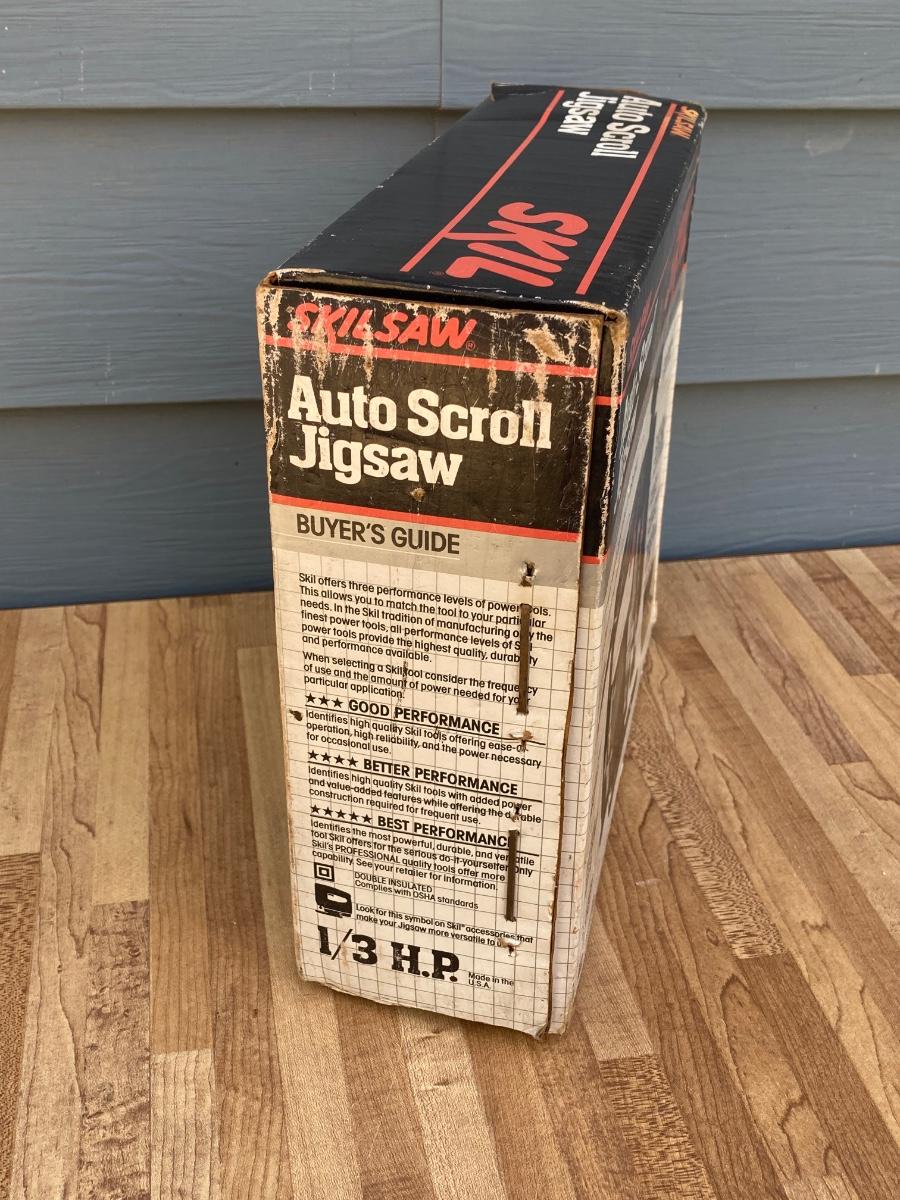 SKILSAW
Auto Scroll
Jigsaw
SKIL
SKILSAW®
Auto Scroll
Jigsaw
BUYER'S GUIDE
Skil offers three performance levels of power tools.
This allows you to match the tool to your particular
needs. In the Skil tradition of manufacturing only the
finest power tools, all performance levels of Skil
power tools provide the highest quality, durability
and performance available.
When selecting a Skil tool consider the frequency
of use and the amount of power needed for your
particular application.
★★★ GOOD PERFORMANCE
Identifies high quality Skil tools offering ease-of
operation, high reliability, and the power necessary
for occasional use.
★★★★ BETTER PERFORMANCE
Identifies high quality Skil tools with added power
and value-added features while offering the durable
construction required for frequent use.
★★★★★ BEST PERFORMANCE
Identifies the most powerful, durable, and versatile
tool Skil offers for the serious do-it-yourselfer. Only
Skil's PROFESSIONAL quality tools offer more
capability. See your retailer for information.
DOUBLE INSULATED
Complies with OSHA standards
Look for this symbol on Skil® accessories that
make your Jigsaw more versatile to use.
1/3 H.P.
Made in the
U.S.A.